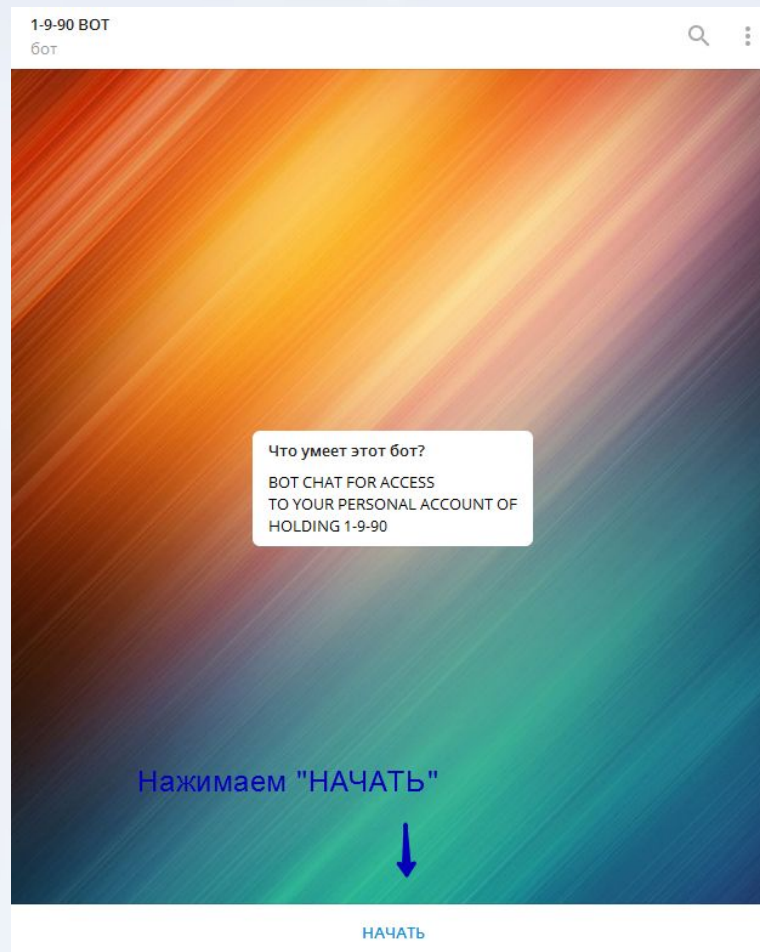 1-9-90 BOT
бот
Что умеет этот бот?
BOT CHAT FOR ACCESS
TO YOUR PERSONAL ACCOUNT OF
HOLDING 1-9-90
Нажимаем "НАЧАТЬ"
НАЧАТЬ